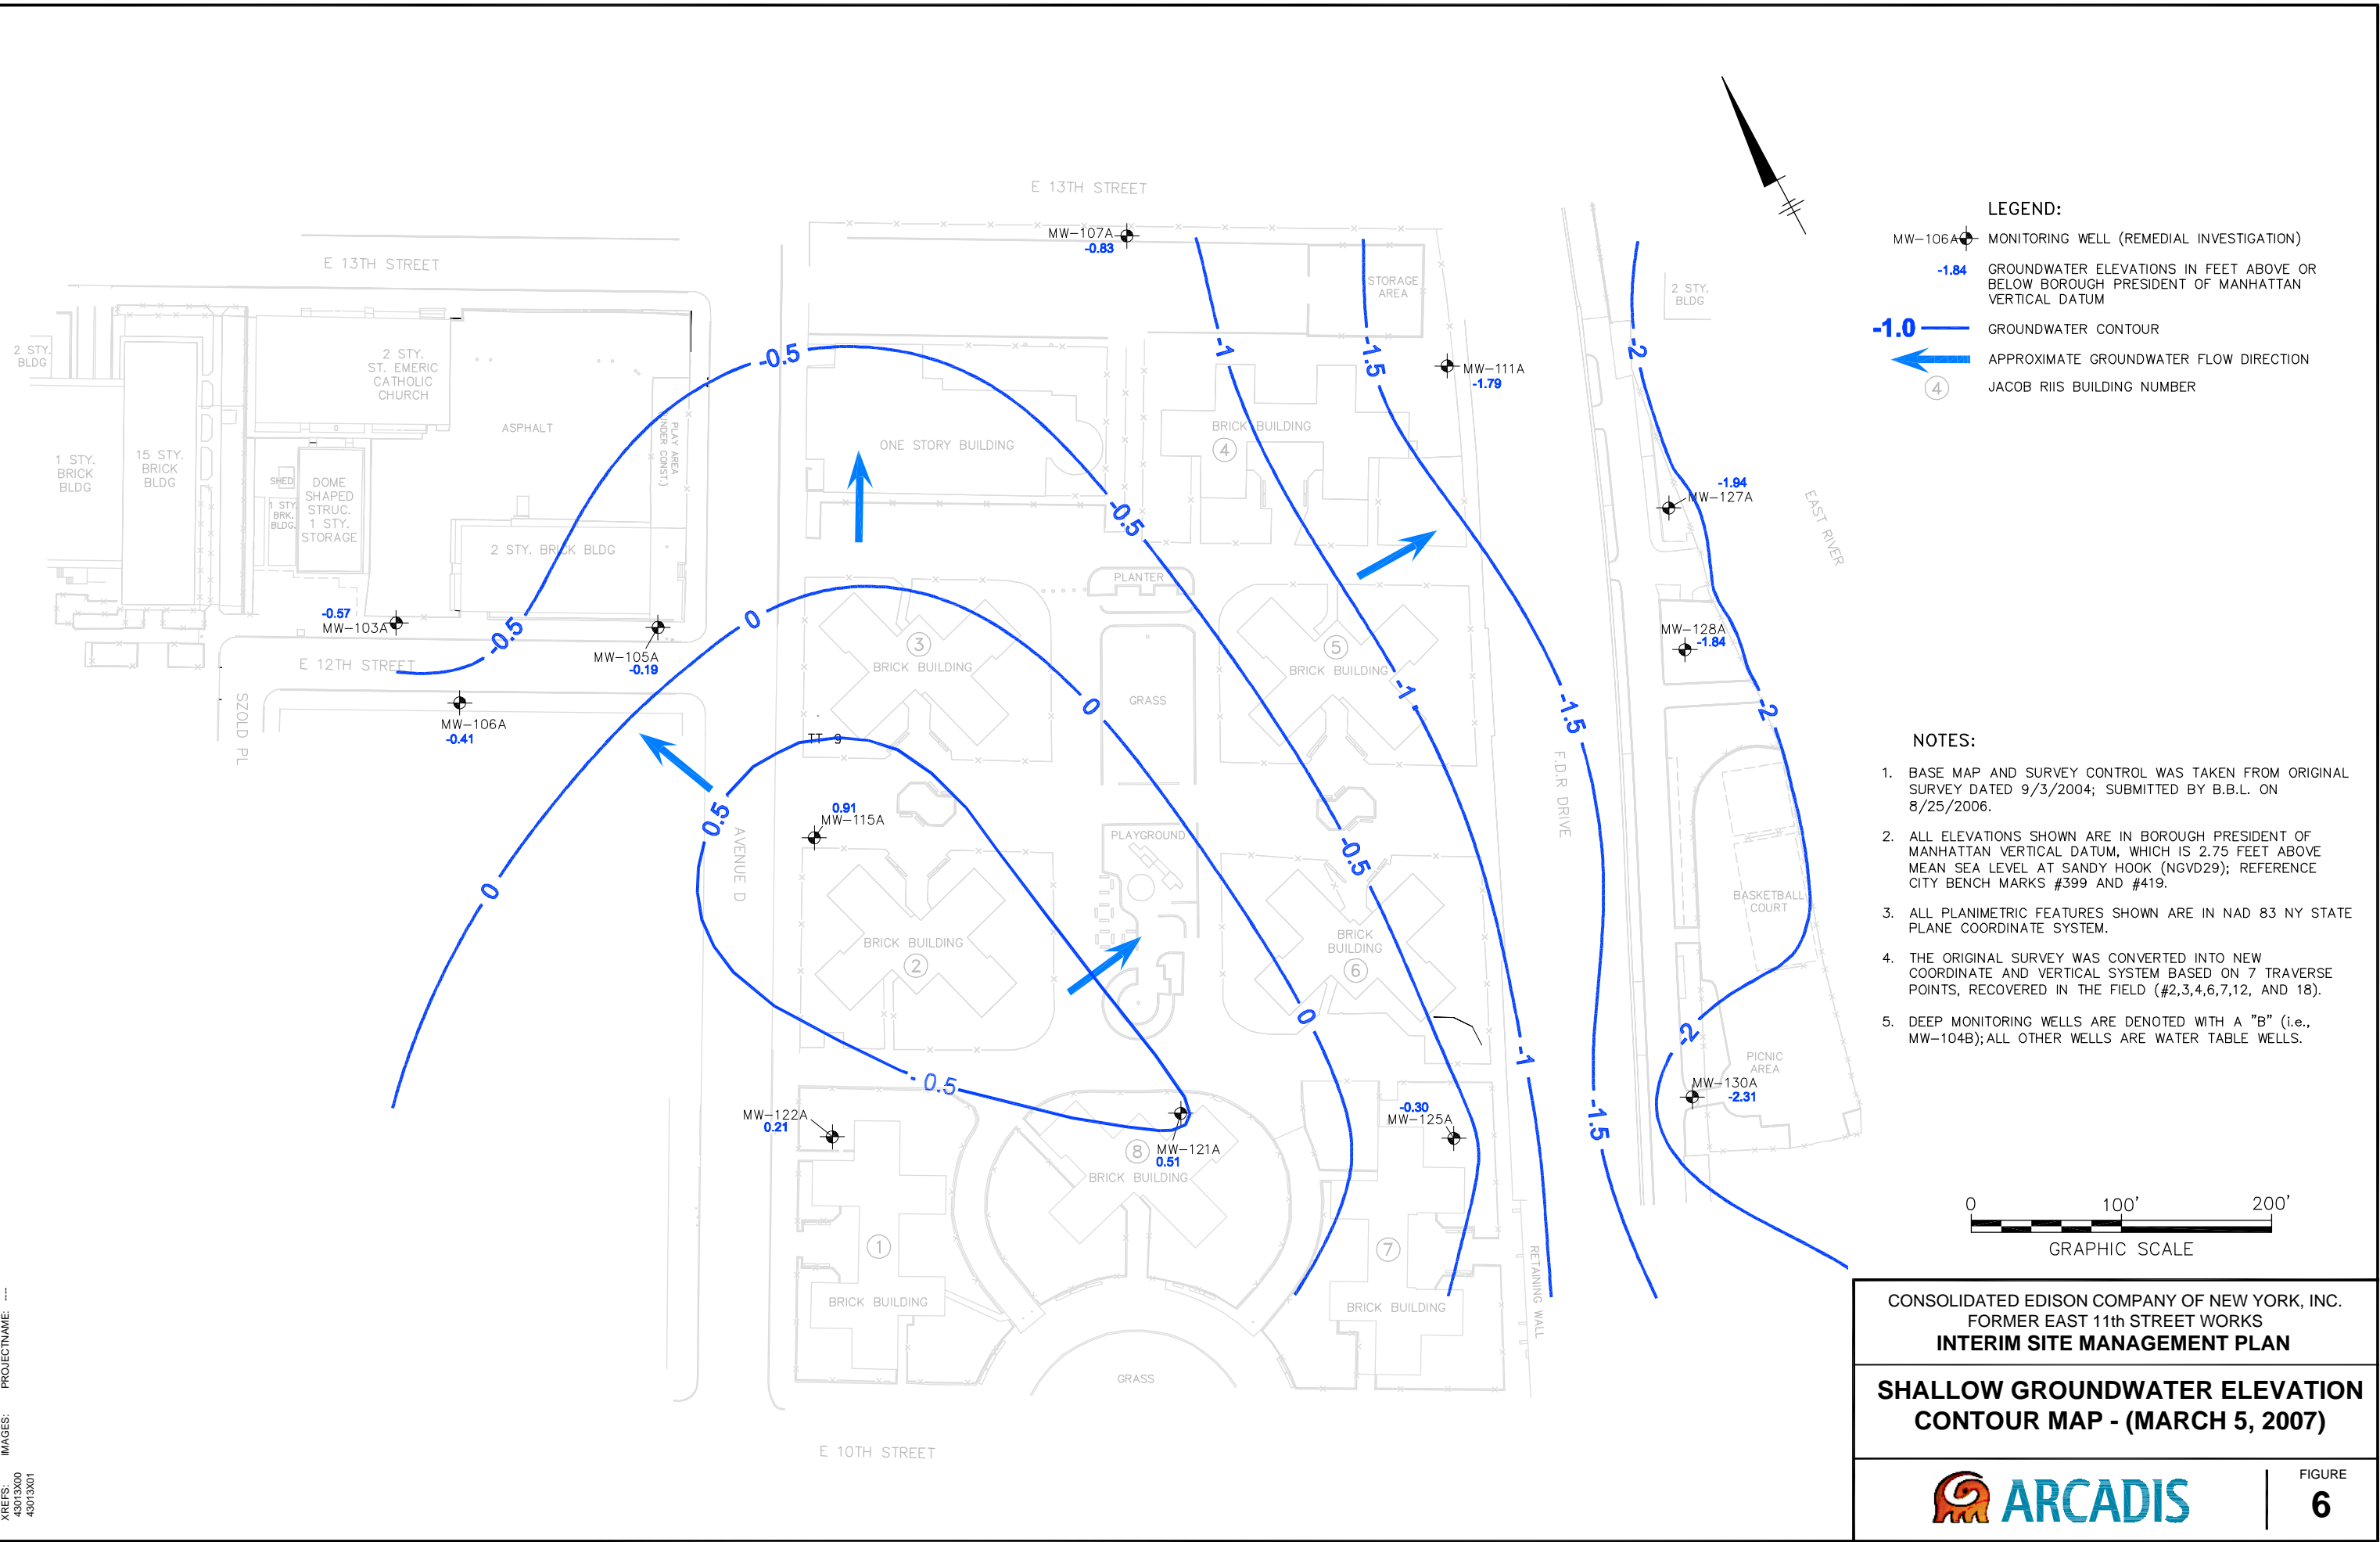 E 13TH STREET
E 13TH STREET
MW-107A
-0.83
2 STY.
BLDG
2 STY.
ST. EMERIC
CATHOLIC
CHURCH
ASPHALT
PLAY AREA
(UNDER CONST.)
1 STY.
BRICK
BLDG
15 STY.
BRICK
BLDG
SHED
DOME
SHAPED
STRUC.
1 STY.
STORAGE
1 STY.
BRK.
BLDG.
2 STY. BRICK BLDG
-0.57
MW-103A
MW-105A
-0.19
E 12TH STREET
MW-106A
-0.41
SZOLD PL
-0.5
-0.5
-0.5
-0.5
ONE STORY BUILDING
STORAGE
AREA
-1
-1.5
MW-111A
-1.79
BRICK BUILDING
4
PLANTER
3
BRICK BUILDING
GRASS
5
BRICK BUILDING
0
0
0
0
-1
-1
-1.5
-1.5
TT 9
0.91
MW-115A
0.5
AVENUE D
PLAYGROUND
BRICK BUILDING
2
BRICK
BUILDING
6
- 0.5
MW-122A
0.21
8
MW-121A
0.51
BRICK BUILDING
-0.30
MW-125A
1
BRICK BUILDING
7
BRICK BUILDING
RETAINING WALL
GRASS
E 10TH STREET
F.D.R DRIVE
2 STY.
BLDG
-2
-2
-2
-1.94
MW-127A
EAST RIVER
MW-128A
-1.84
BASKETBALL
COURT
PICNIC
AREA
MW-130A
-2.31
LEGEND:
MW-106A MONITORING WELL (REMEDIAL INVESTIGATION)
-1.84 GROUNDWATER ELEVATIONS IN FEET ABOVE OR
BELOW BOROUGH PRESIDENT OF MANHATTAN
VERTICAL DATUM
-1.0 GROUNDWATER CONTOUR
APPROXIMATE GROUNDWATER FLOW DIRECTION
4 JACOB RIIS BUILDING NUMBER
NOTES:
1. BASE MAP AND SURVEY CONTROL WAS TAKEN FROM ORIGINAL
SURVEY DATED 9/3/2004; SUBMITTED BY B.B.L. ON
8/25/2006.
2. ALL ELEVATIONS SHOWN ARE IN BOROUGH PRESIDENT OF
MANHATTAN VERTICAL DATUM, WHICH IS 2.75 FEET ABOVE
MEAN SEA LEVEL AT SANDY HOOK (NGVD29); REFERENCE
CITY BENCH MARKS #399 AND #419.
3. ALL PLANIMETRIC FEATURES SHOWN ARE IN NAD 83 NY STATE
PLANE COORDINATE SYSTEM.
4. THE ORIGINAL SURVEY WAS CONVERTED INTO NEW
COORDINATE AND VERTICAL SYSTEM BASED ON 7 TRAVERSE
POINTS, RECOVERED IN THE FIELD (#2,3,4,6,7,12, AND 18).
5. DEEP MONITORING WELLS ARE DENOTED WITH A "B" (i.e.,
MW-104B); ALL OTHER WELLS ARE WATER TABLE WELLS.
0 100' 200'
GRAPHIC SCALE
CONSOLIDATED EDISON COMPANY OF NEW YORK, INC.
FORMER EAST 11th STREET WORKS
INTERIM SITE MANAGEMENT PLAN
SHALLOW GROUNDWATER ELEVATION
CONTOUR MAP - (MARCH 5, 2007)
ARCADIS
FIGURE
6
XREFS: IMAGES: PROJECTNAME: ----
43013X00
43013X01